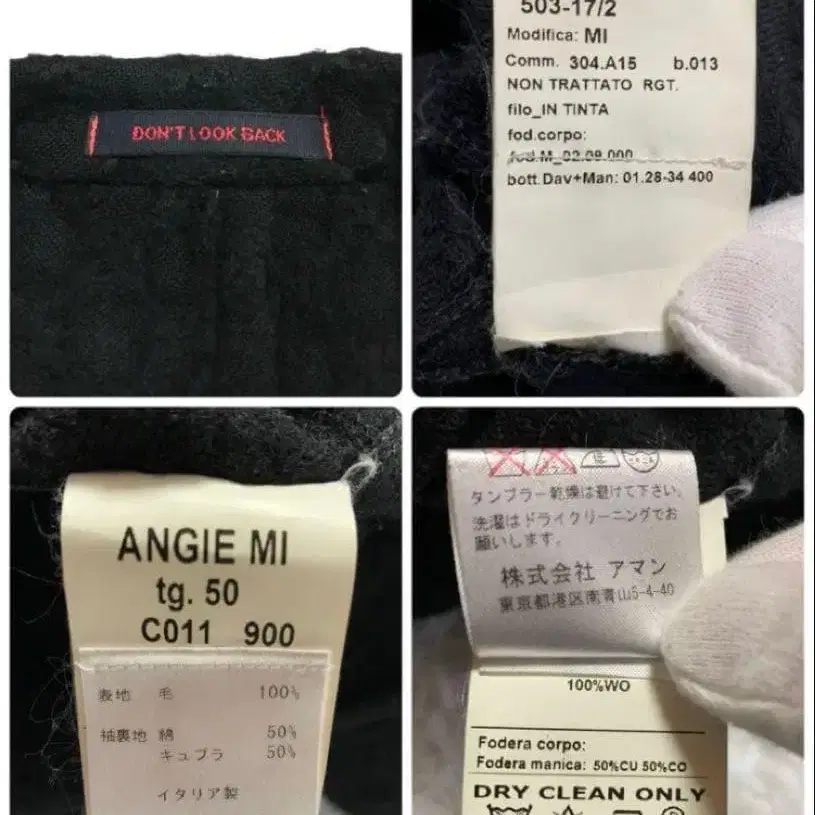 DON'T LOOK BACK
503-17/2
Modifica: MI
Comm. 304.A15 b.013
NON TRATTATO RGT.
filo_IN TINTA
fod.corpo:
fod.M_02.09.000
bott.Dav+Man: 01.28-34 400
ANGIE MI
tg. 50
C011 900
表地 毛 100%
袖裏地 綿 50%
キュプラ 50%
イタリア製
タンブラー乾燥は避けて下さい。
洗濯はドライクリーニングでお
願いします。
株式会社 アマン
東京都港区南青山5-4-40
100%WO
Fodera corpo:
Fodera manica: 50%CU 50%CO
DRY CLEAN ONLY